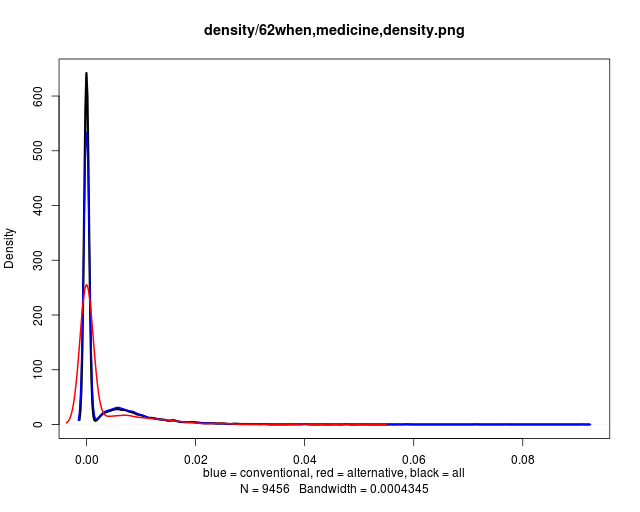 density/62when,medicine,density.png
Density
600
500
400
300
200
100
0
0.00 0.02 0.04 0.06 0.08
blue = conventional, red = alternative, black = all
N = 9456 Bandwidth = 0.0004345